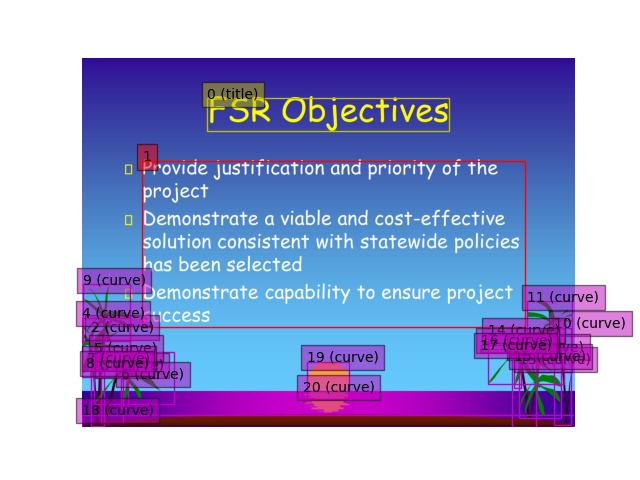 0 (title)
FSR Objectives
1
Provide justification and priority of the
project
Demonstrate a viable and cost-effective
solution consistent with statewide policies
has been selected
Demonstrate capability to ensure project
success
9 (curve)
4 (curve)
2 (curve)
5 (curve)
8 (curve)
(curve)
18 (curve)
19 (curve)
20 (curve)
11 (curve)
10 (curve)
14 (curve)
17 (curve)
(curve)